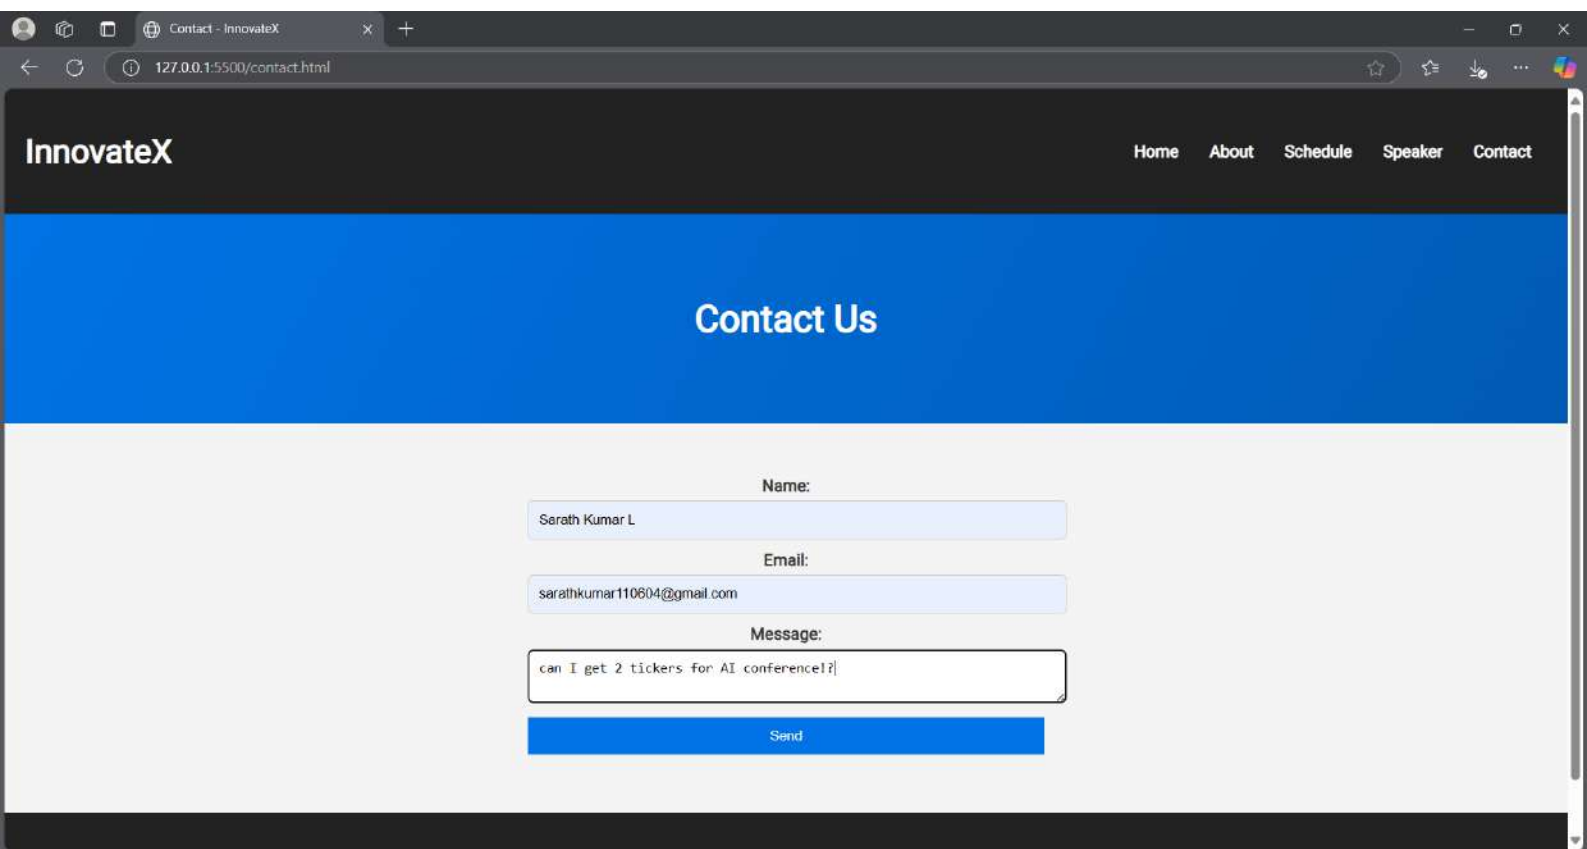 Contact - InnovateX
127.0.0.1:5500/contact.html
InnovateX
Home About Schedule Speaker Contact
Contact Us
Name:
Sarath Kumar L
Email:
sarathkumar110604@gmail.com
Message:
can I get 2 tickers for AI conference!?
Send